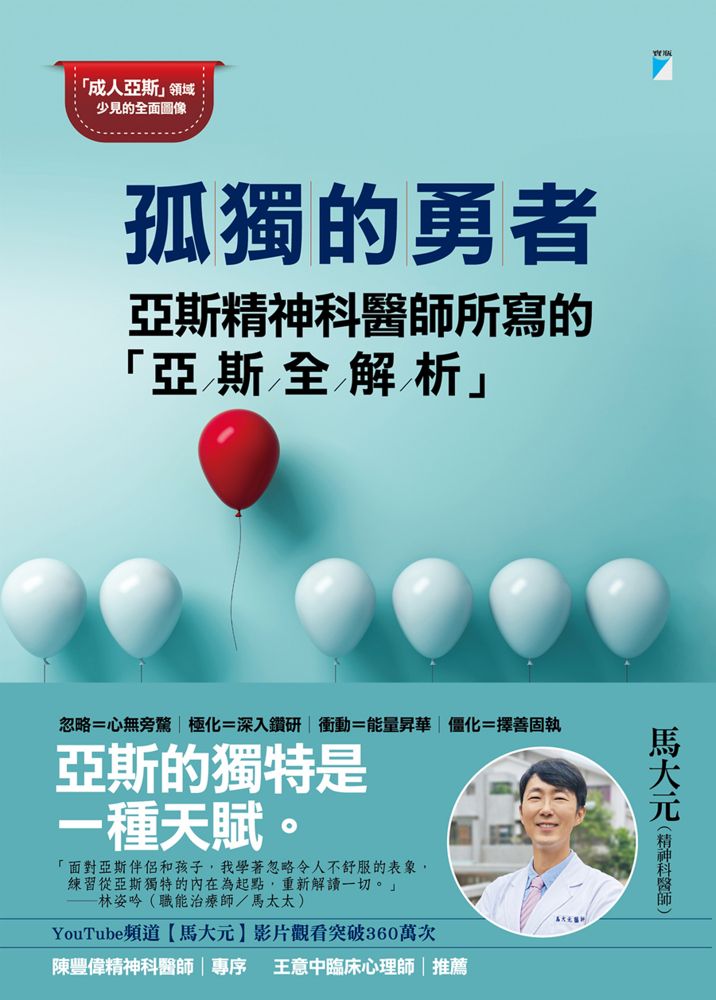 寶瓶
「成人亞斯」領域
少見的全面圖像
孤獨的勇者
亞斯精神科醫師所寫的
「亞/斯/全/解/析」
忽略=心無旁騖│極化=深入鑽研│衝動=能量昇華│僵化=擇善固執
亞斯的獨特是
一種天賦。
「面對亞斯伴侶和孩子,我學著忽略令人不舒服的表象,
練習從亞斯獨特的內在為起點,重新解讀一切。」
──林姿吟(職能治療師/馬太太)
馬大元(精神科醫師)
馬大元醫師
YouTube頻道【馬大元】影片觀看突破360萬次
陳豐偉精神科醫師│專序 王意中臨床心理師│推薦